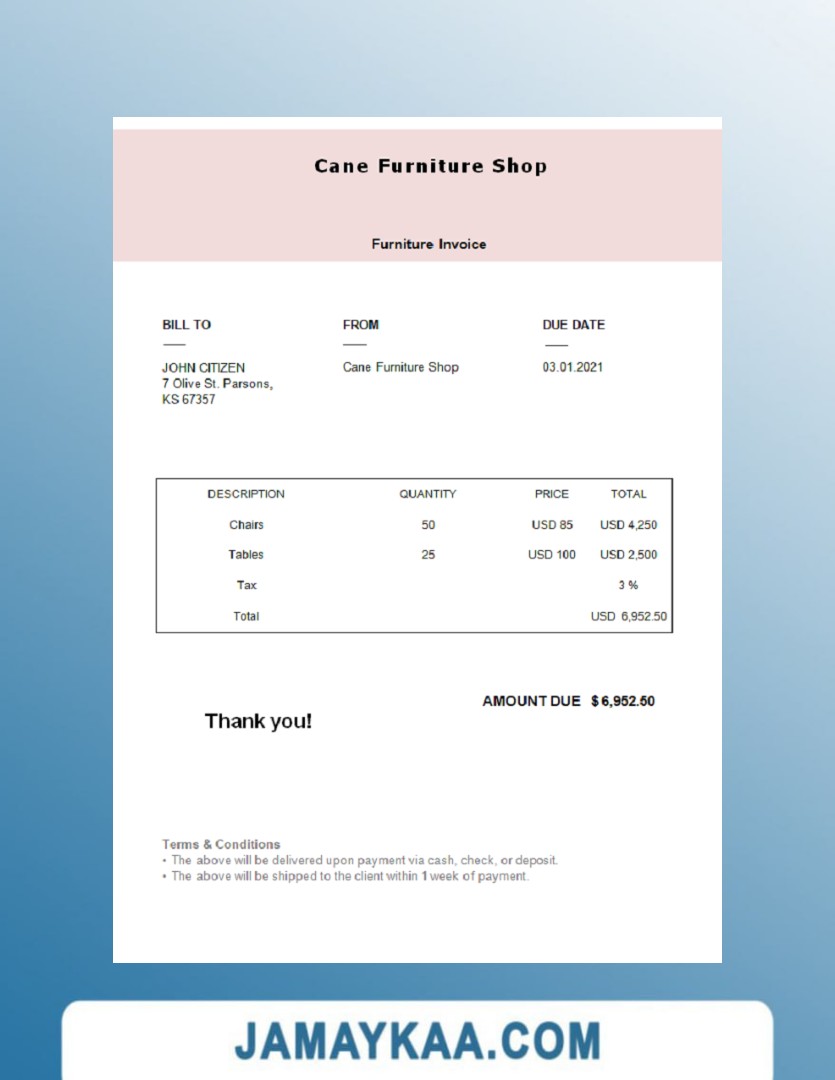 Cane Furniture Shop
Furniture Invoice
BILL TO
JOHN CITIZEN
7 Olive St. Parsons,
KS 67357
FROM
Cane Furniture Shop
DUE DATE
03.01.2021
DESCRIPTION QUANTITY PRICE TOTAL
Chairs 50 USD 85 USD 4,250
Tables 25 USD 100 USD 2,500
Tax 3 %
Total USD 6,952.50
AMOUNT DUE $ 6,952.50
Thank you!
Terms & Conditions
• The above will be delivered upon payment via cash, check, or deposit.
• The above will be shipped to the client within 1 week of payment.
JAMAYKAA.COM